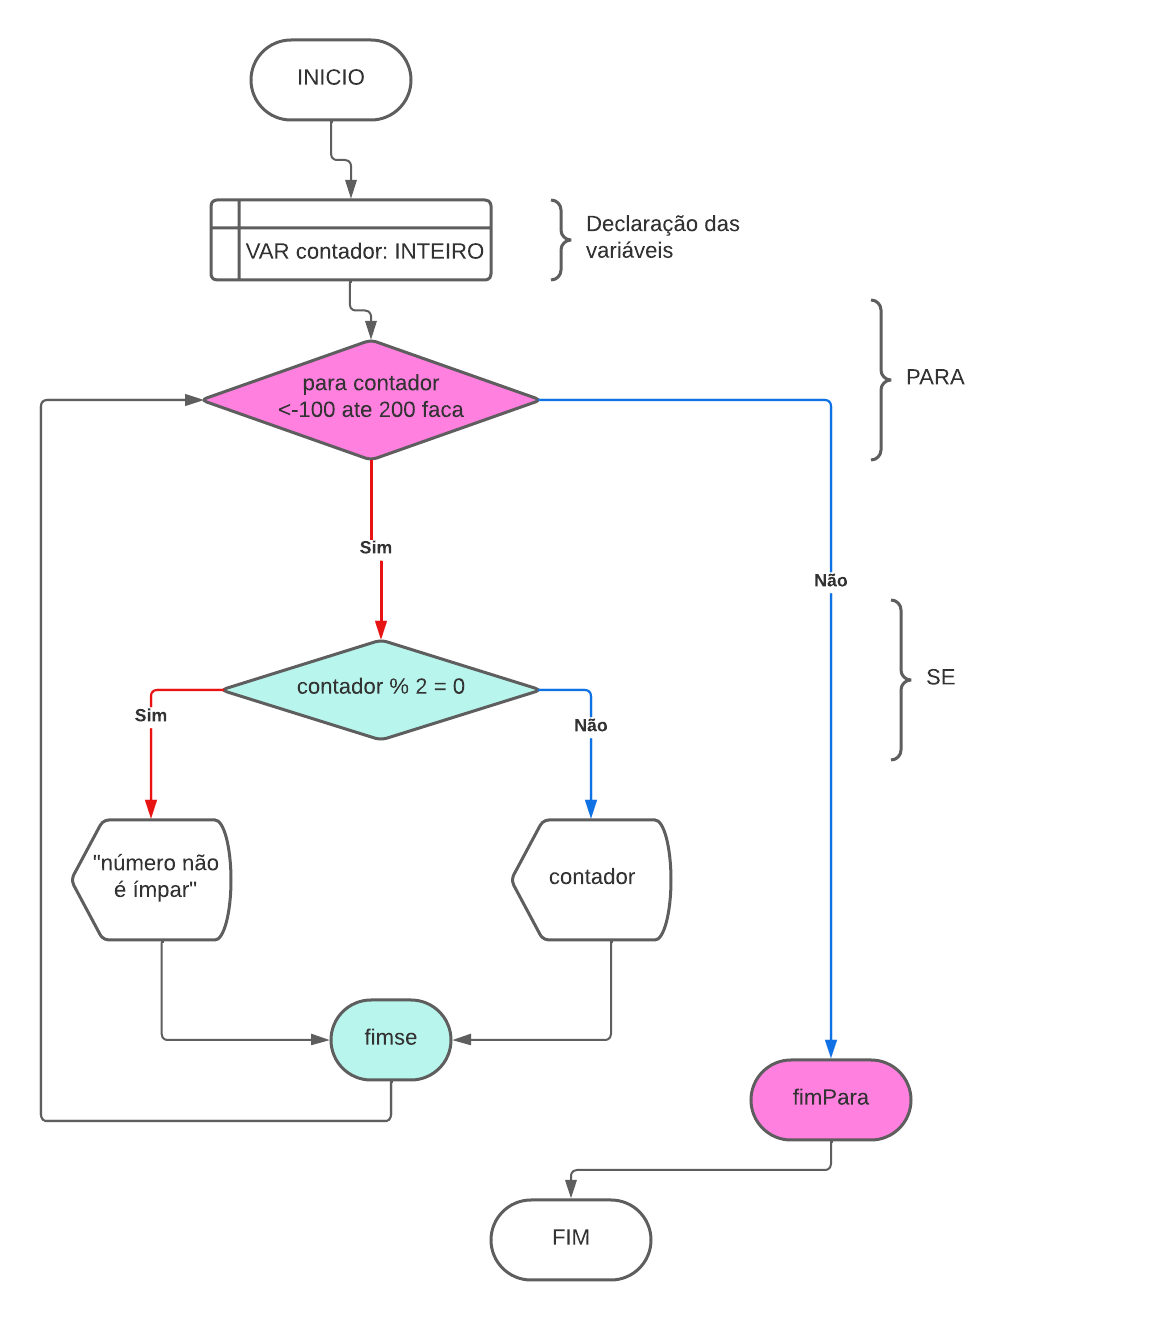 INICIO
VAR contador: INTEIRO
Declaração das
variáveis
para contador
<-100 ate 200 faca
PARA
Sim
Não
contador % 2 = 0
SE
Sim
Não
"número não
é ímpar"
contador
fimse
fimPara
FIM